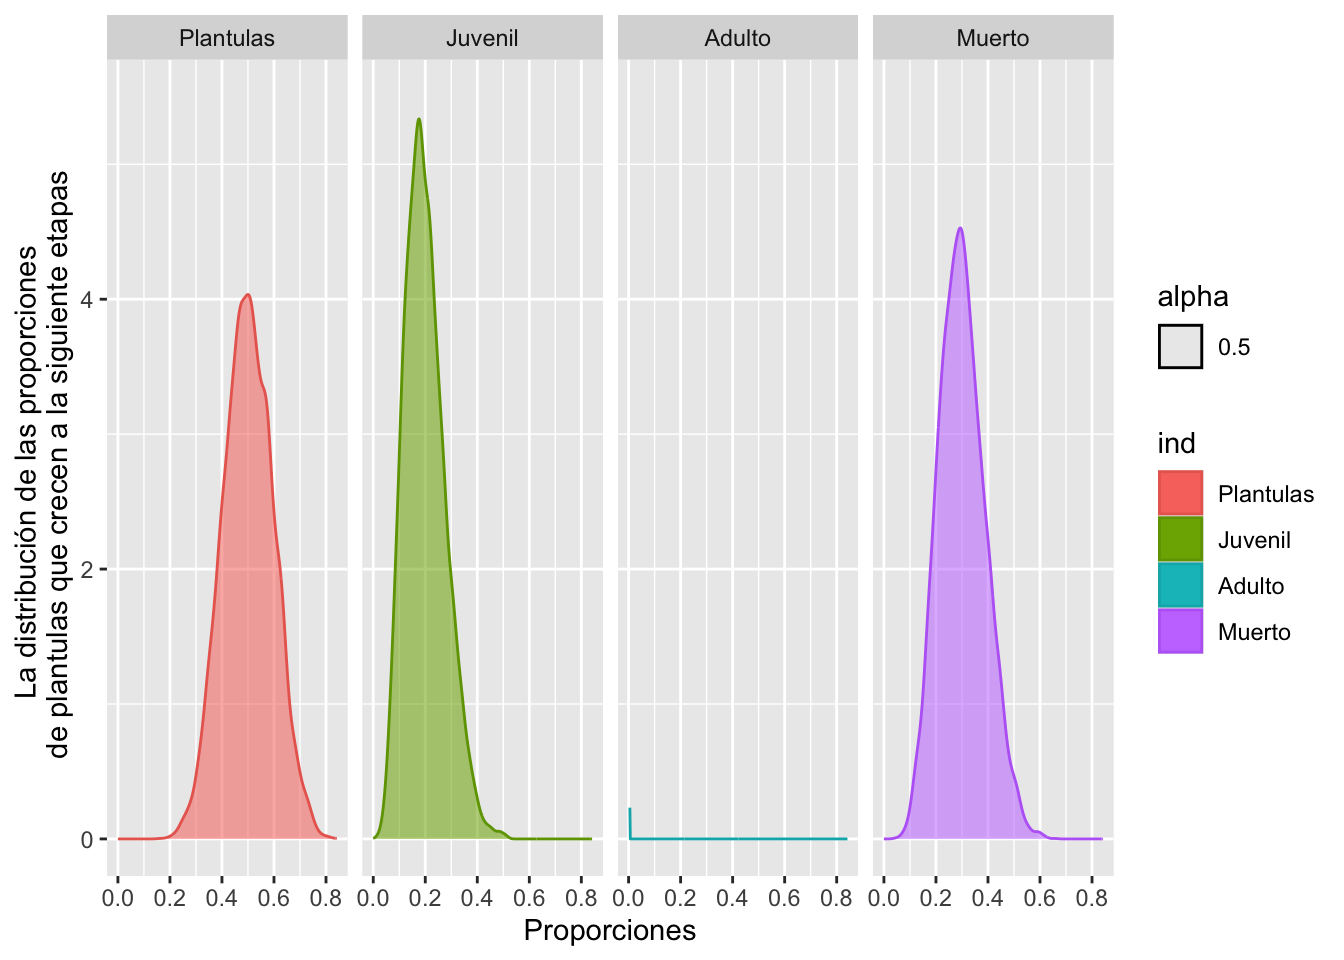 Plantulas
Juvenil
Adulto
Muerto
La distribución de las proporciones
de plantulas que crecen a la siguiente etapas
4
2
0
0.0 0.2 0.4 0.6 0.8
0.0 0.2 0.4 0.6 0.8
0.0 0.2 0.4 0.6 0.8
0.0 0.2 0.4 0.6 0.8
Proporciones
alpha
0.5
ind
Plantulas
Juvenil
Adulto
Muerto